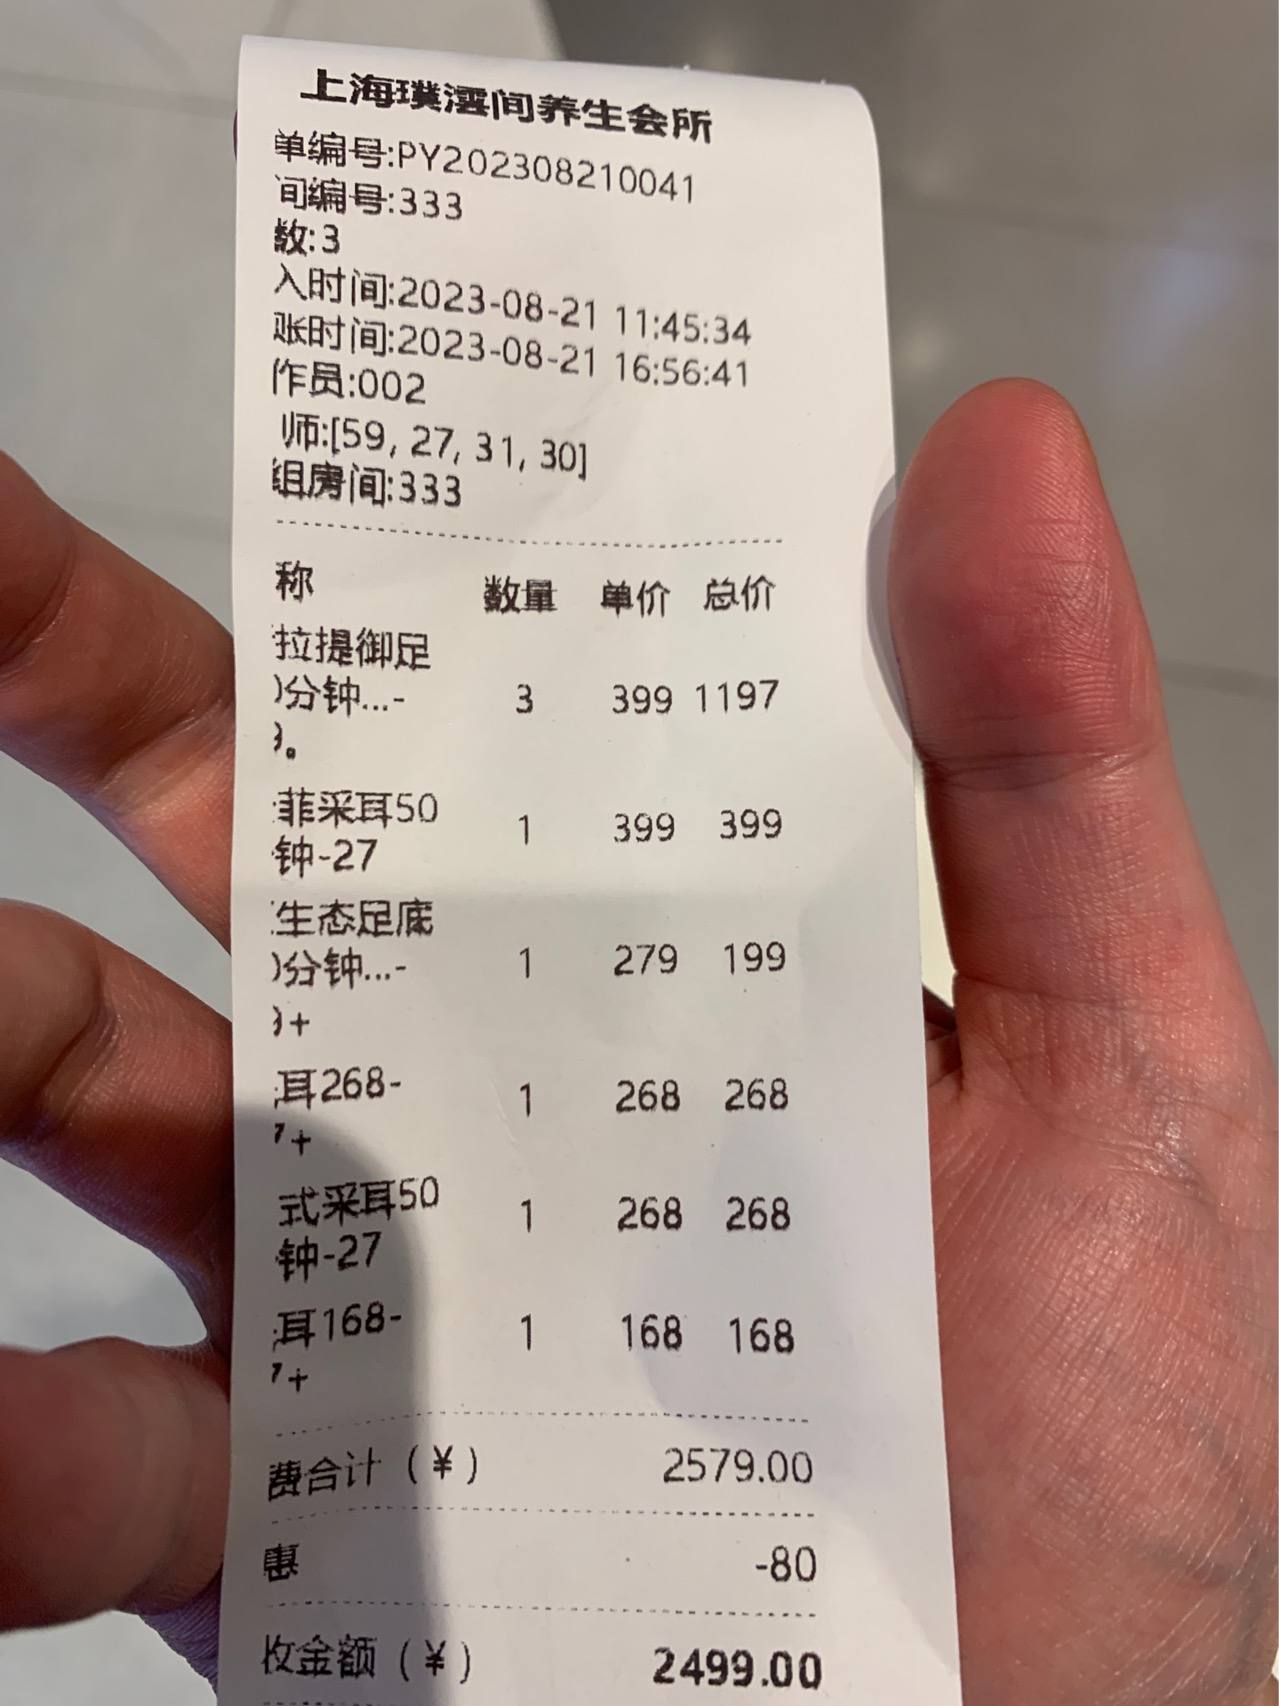 上海璞澐间养生会所
单编号:PY202308210041
间编号:333
数:3
入时间:2023-08-21 11:45:34
账时间:2023-08-21 16:56:41
作员:002
师:[59, 27, 31, 30]
组房间:333
称 数量 单价 总价
拉提御足
分钟...- 3 399 1197
。
菲采耳50 1 399 399
钟-27
生态足底
分钟...- 1 279 199
+
耳268- 1 268 268
+
式采耳50 1 268 268
钟-27
耳168- 1 168 168
+
费合计（¥） 2579.00
惠 -80
收金额（¥） 2499.00